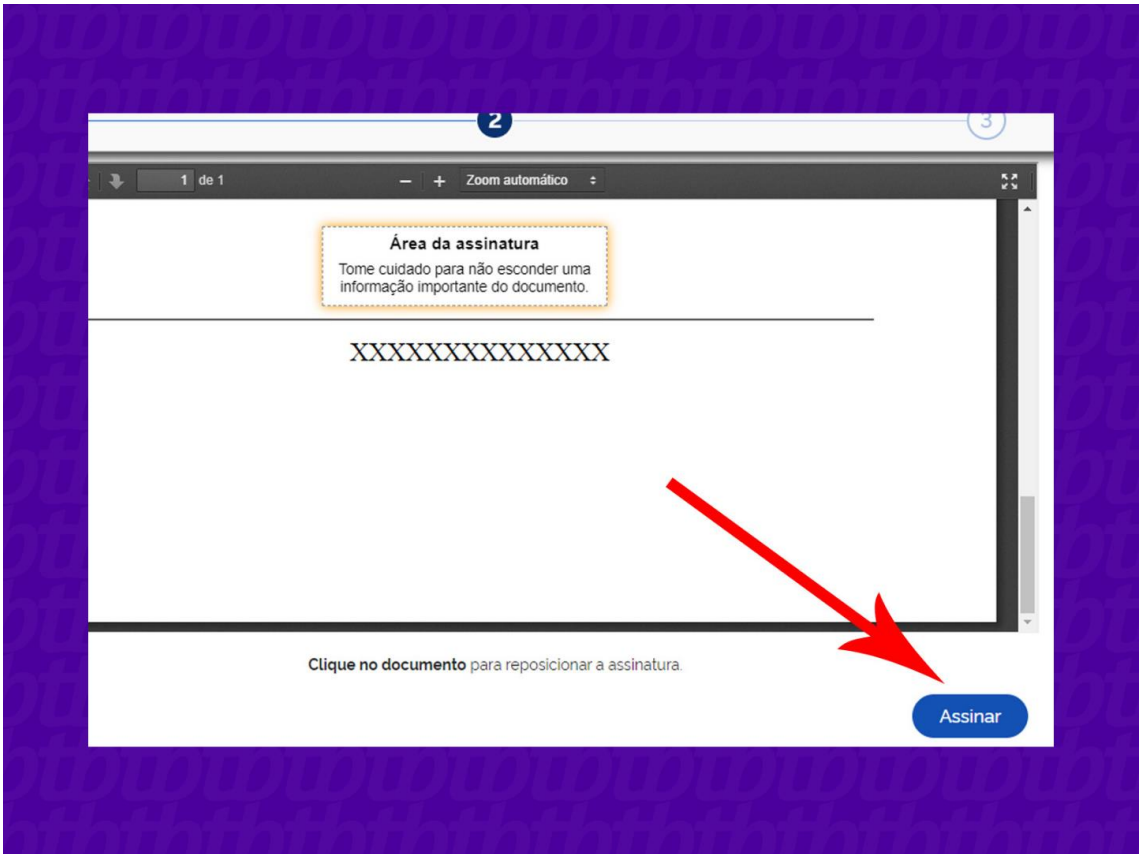 2
3
1 de 1
Zoom automático
Área da assinatura
Tome cuidado para não esconder uma
informação importante do documento.
XXXXXXXXXXXXXX
Clique no documento para reposicionar a assinatura.
Assinar